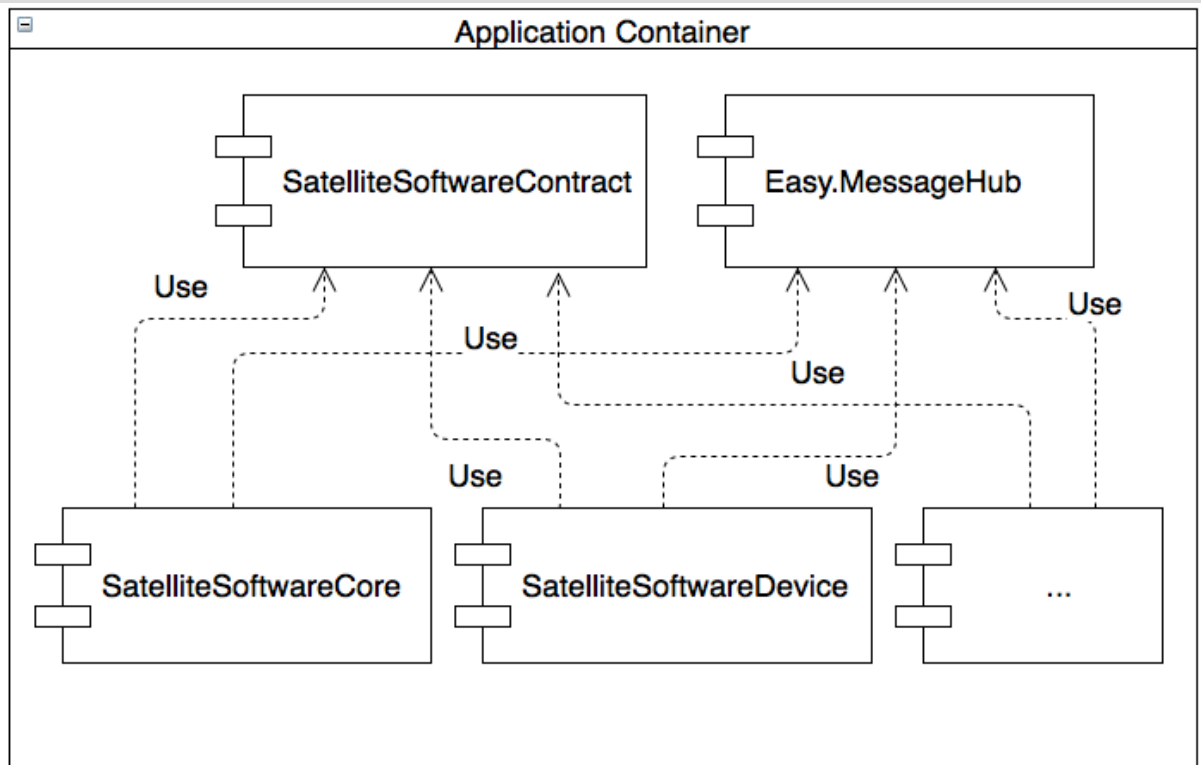 Application Container
SatelliteSoftwareContract
Easy.MessageHub
Use
Use
Use
Use
Use
Use
SatelliteSoftwareCore
SatelliteSoftwareDevice
...